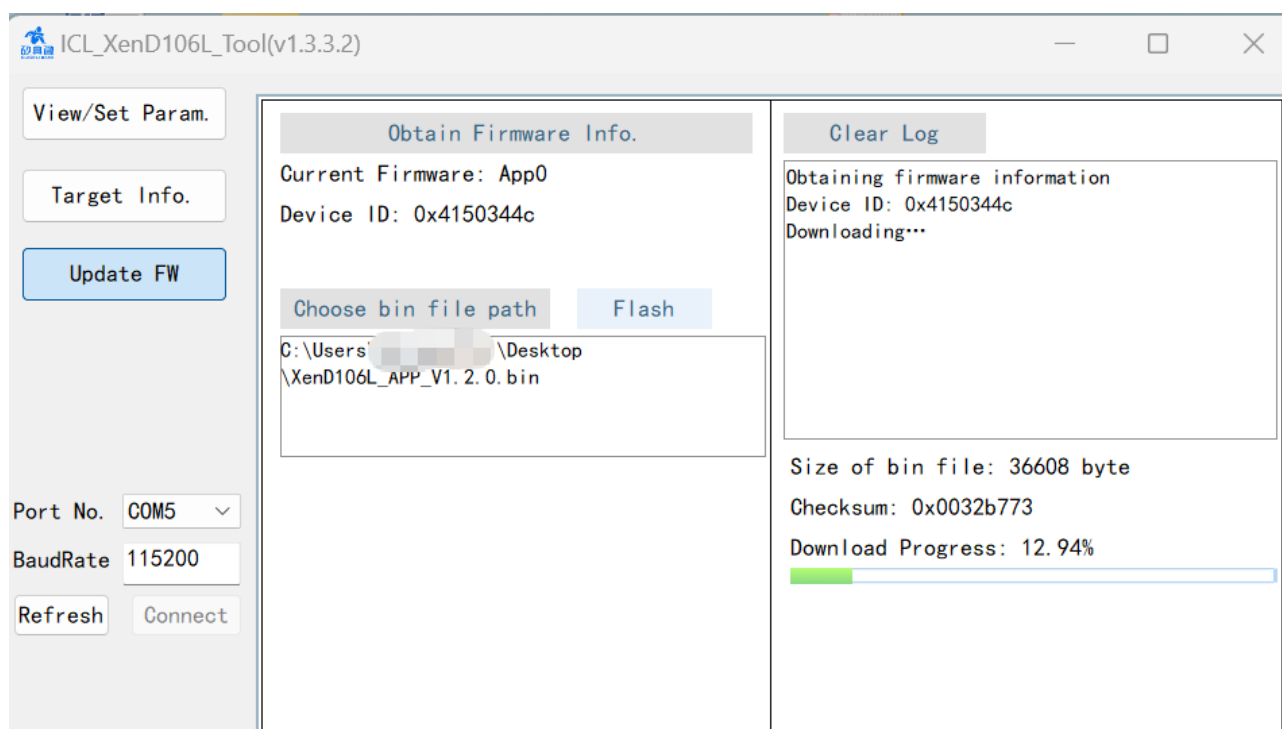 矽典微
ICL_XenD106L_Tool(v1.3.3.2)
View/Set Param.
Target Info.
Update FW
Port No. COM5
BaudRate 115200
Refresh Connect
Obtain Firmware Info.
Current Firmware: App0
Device ID: 0x4150344c
Choose bin file path Flash
C:\Users\ \Desktop
\XenD106L_APP_V1.2.0.bin
Clear Log
Obtaining firmware information
Device ID: 0x4150344c
Downloading…
Size of bin file: 36608 byte
Checksum: 0x0032b773
Download Progress: 12.94%